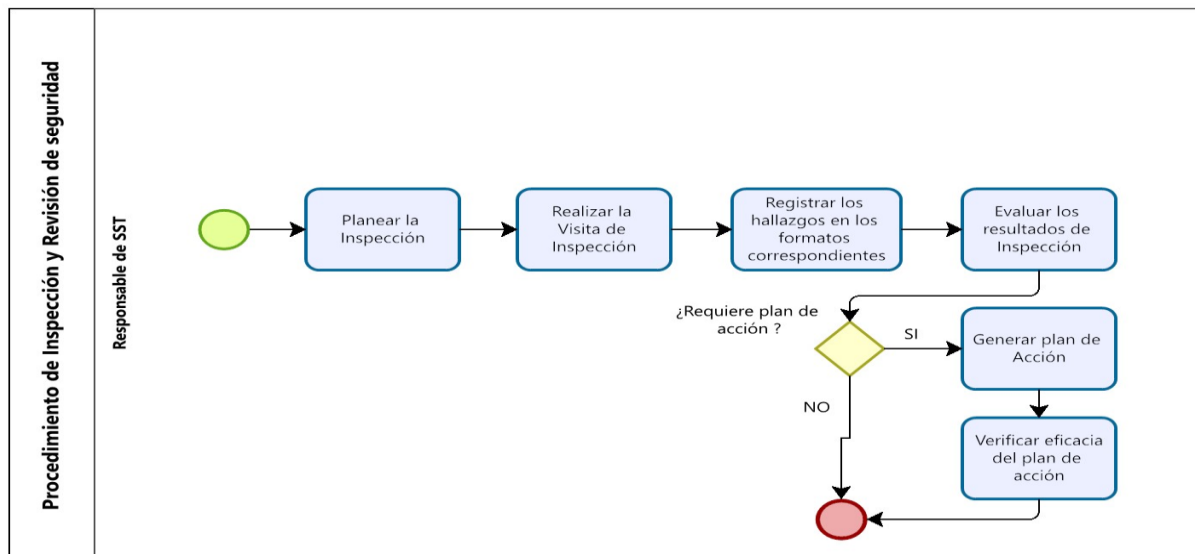 Procedimiento de Inspección y Revisión de seguridad
Responsable de SST
Planear la
Inspección
Realizar la
Visita de
Inspección
Registrar los
hallazgos en los
formatos
correspondientes
Evaluar los
resultados de
Inspección
¿Requiere plan de
acción ?
SI
Generar plan de
Acción
NO
Verificar eficacia
del plan de
acción